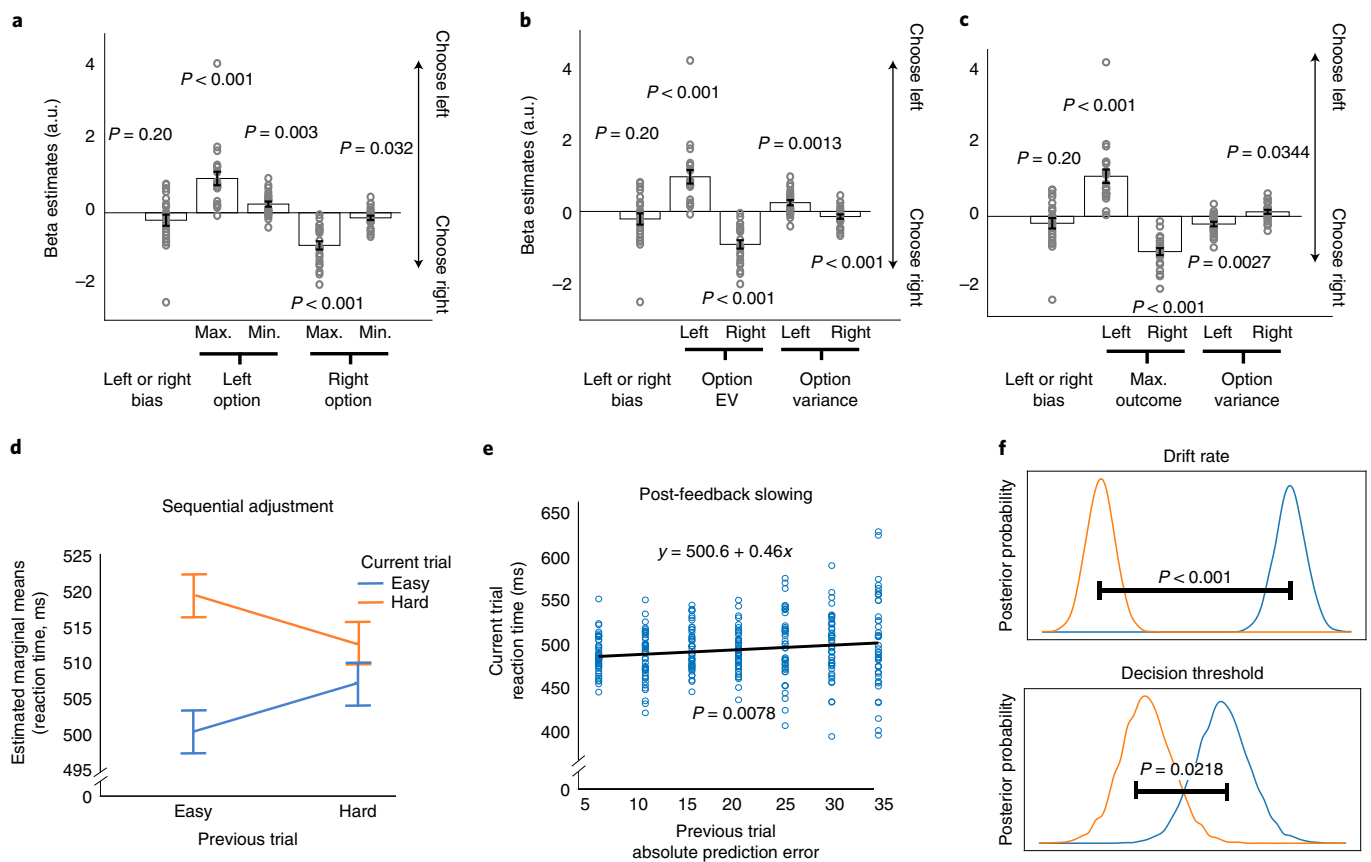 a
4
2
0
−2
Beta estimates (a.u.)
P < 0.001
P = 0.20
P = 0.003
P = 0.032
P < 0.001
Choose left
Choose right
Max. Min. Max. Min.
Left or right
bias
Left
option
Right
option
b
4
2
0
−2
Beta estimates (a.u.)
P < 0.001
P = 0.20
P = 0.0013
P < 0.001
P < 0.001
Choose left
Choose right
Left Right Left Right
Left or right
bias
Option
EV
Option
variance
c
4
2
0
−2
P < 0.001
P = 0.20
P = 0.0344
P = 0.0027
P < 0.001
Choose left
Choose right
Left Right Left Right
Left or right
bias
Max.
outcome
Option
variance
d
Sequential adjustment
Estimated marginal means
(reaction time, ms)
525
520
515
510
505
500
495
0
Current trial
Easy
Hard
Easy Hard
Previous trial
e
Post-feedback slowing
Current trial
reaction time (ms)
650
600
550
500
450
400
0
y = 500.6 + 0.46x
P = 0.0078
5 10 15 20 25 30 35
Previous trial
absolute prediction error
f
Drift rate
Posterior probability
P < 0.001
Decision threshold
Posterior probability
P = 0.0218